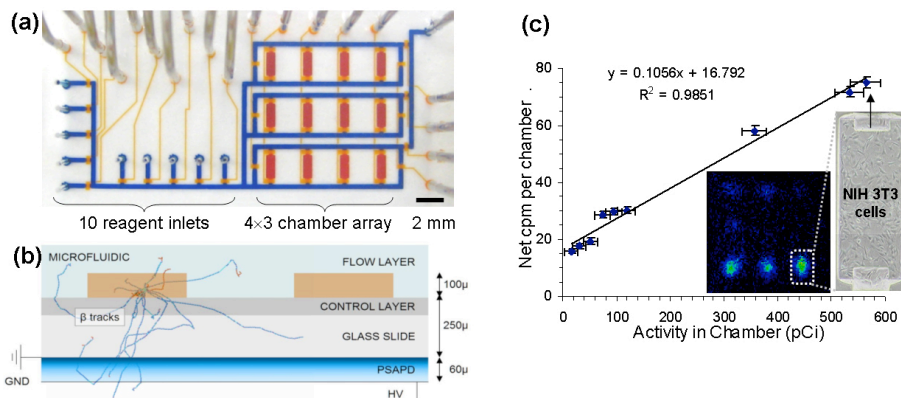 (a)
10 reagent inlets
4×3 chamber array
2 mm
(b)
MICROFLUIDIC
FLOW LAYER
100µ
CONTROL LAYER
β tracks
250µ
GLASS SLIDE
PSAPD
60µ
GND
HV
(c)
y = 0.1056x + 16.792
R² = 0.9851
Net cpm per chamber
80
60
40
20
0
NIH 3T3
cells
0 100 200 300 400 500 600
Activity in Chamber (pCi)